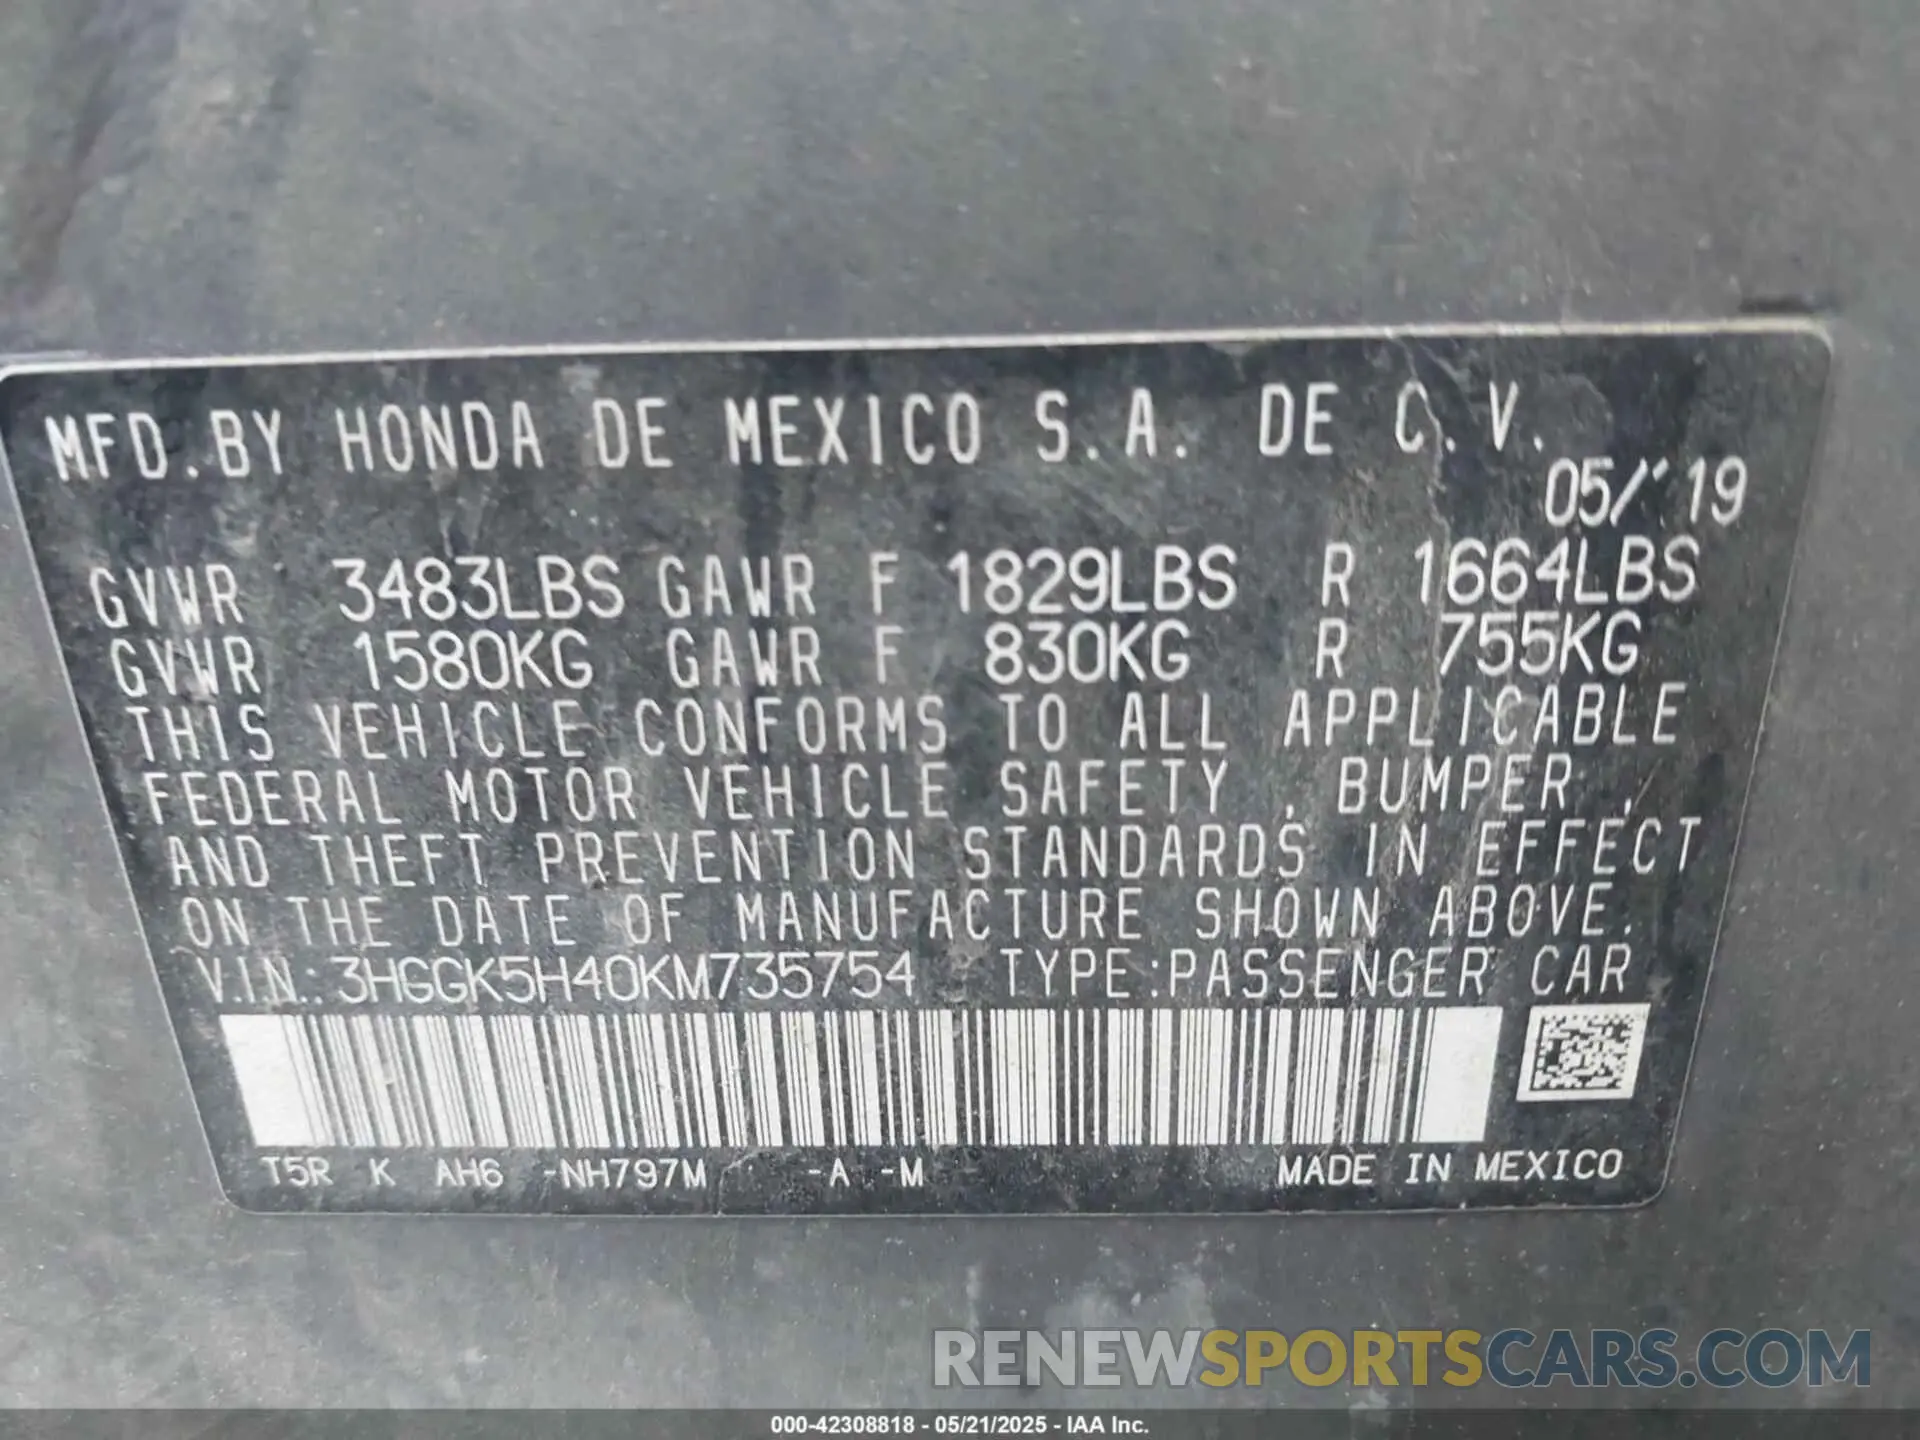 MFD.BY HONDA DE MEXICO S.A. DE C.V.
05/'19
GVWR 3483LBS GAWR F 1829LBS R 1664LBS
GVWR 1580KG GAWR F 830KG R 755KG
THIS VEHICLE CONFORMS TO ALL APPLICABLE
FEDERAL MOTOR VEHICLE SAFETY , BUMPER ,
AND THEFT PREVENTION STANDARDS IN EFFECT
ON THE DATE OF MANUFACTURE SHOWN ABOVE.
V.I.N.: 3HGGK5H40KM735754 TYPE:PASSENGER CAR
T5R K AH6 -NH797M -A -M MADE IN MEXICO
RENEWSPORTSCARS.COM
000-42308818 - 05/21/2025 - IAA Inc.